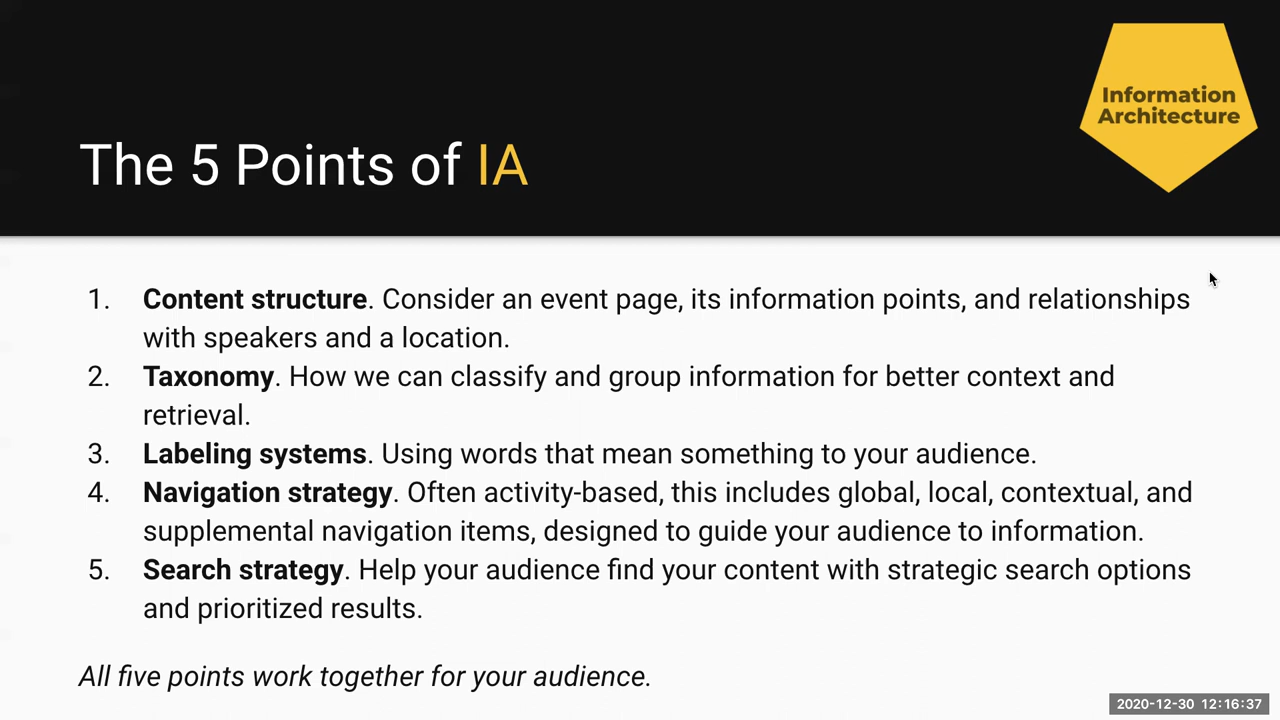 Information
Architecture
The 5 Points of IA
1. Content structure. Consider an event page, its information points, and relationships
with speakers and a location.
2. Taxonomy. How we can classify and group information for better context and
retrieval.
3. Labeling systems. Using words that mean something to your audience.
4. Navigation strategy. Often activity-based, this includes global, local, contextual, and
supplemental navigation items, designed to guide your audience to information.
5. Search strategy. Help your audience find your content with strategic search options
and prioritized results.
All five points work together for your audience.
2020-12-30 12:16:37